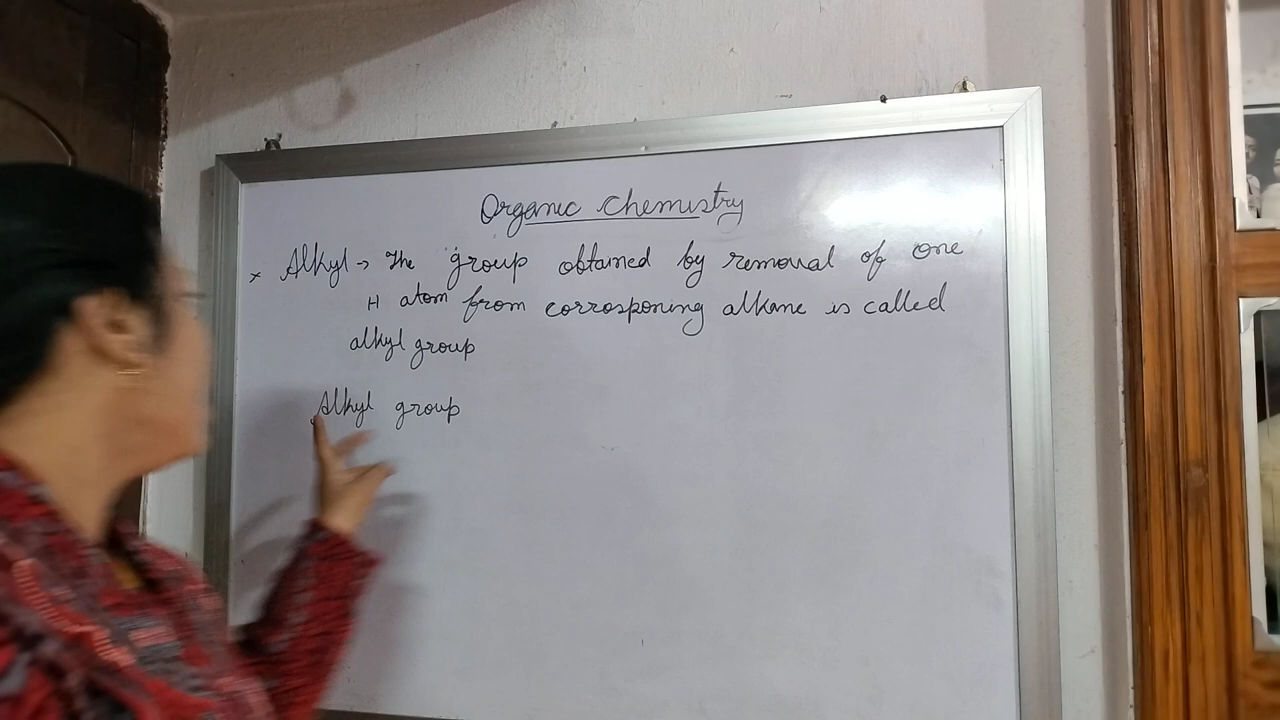 Organic Chemistry
× Alkyl → The group obtained by removal of one
H atom from corrosponing alkane is called
alkyl group
Alkyl group